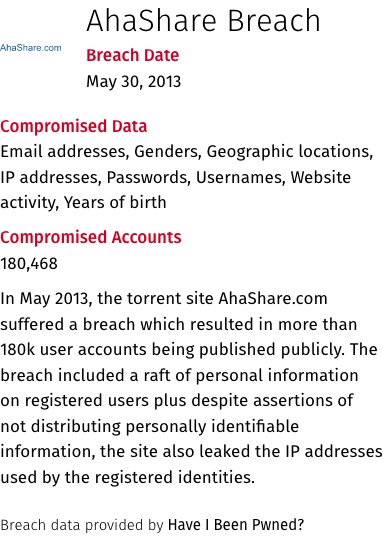 AhaShare Breach
AhaShare.com
Breach Date
May 30, 2013
Compromised Data
Email addresses, Genders, Geographic locations,
IP addresses, Passwords, Usernames, Website
activity, Years of birth
Compromised Accounts
180,468
In May 2013, the torrent site AhaShare.com
suffered a breach which resulted in more than
180k user accounts being published publicly. The
breach included a raft of personal information
on registered users plus despite assertions of
not distributing personally identifiable
information, the site also leaked the IP addresses
used by the registered identities.
Breach data provided by Have I Been Pwned?